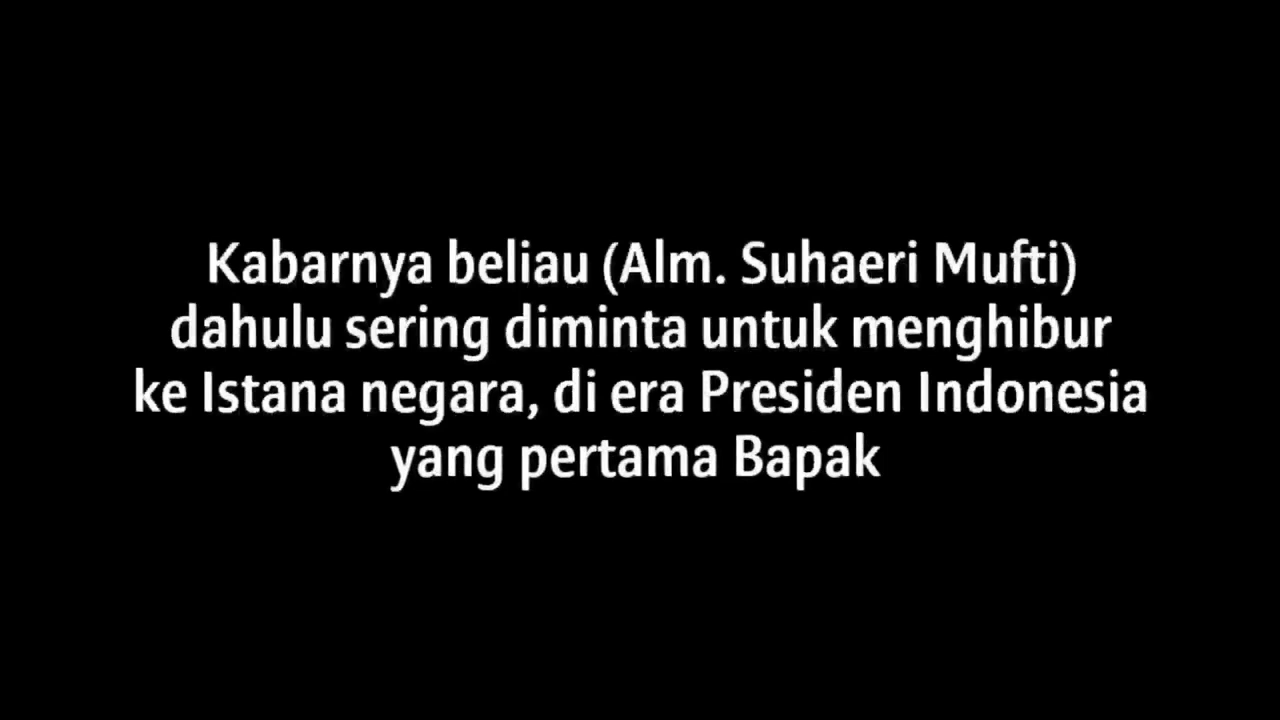 Kabarnya beliau (Alm. Suhaeri Mufti)
dahulu sering diminta untuk menghibur
ke Istana negara, di era Presiden Indonesia
yang pertama Bapak